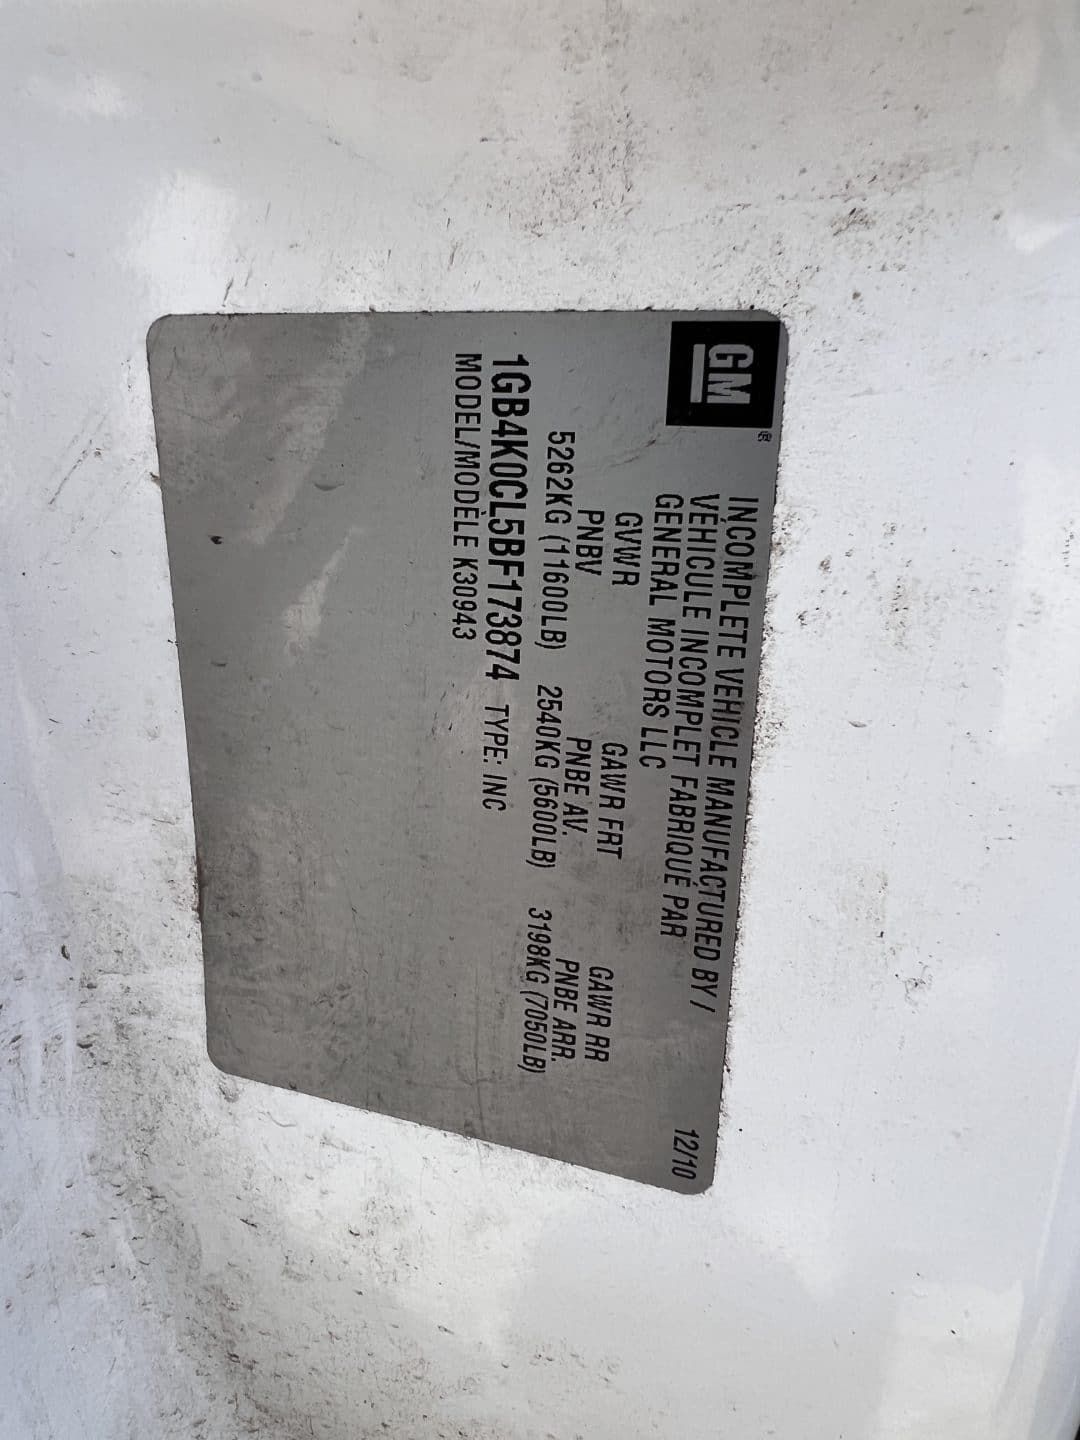 GM
®
INCOMPLETE VEHICLE MANUFACTURED BY /
VÉHICULE INCOMPLET FABRIQUÉ PAR
GENERAL MOTORS LLC
12/10
GVWR GAWR FRT GAWR RR
PNBV PNBE AV. PNBE ARR.
5262KG (11600LB) 2540KG (5600LB) 3198KG (7050LB)
1GB4K0CL5BF173874 TYPE: INC
MODEL/MODÈLE K30943